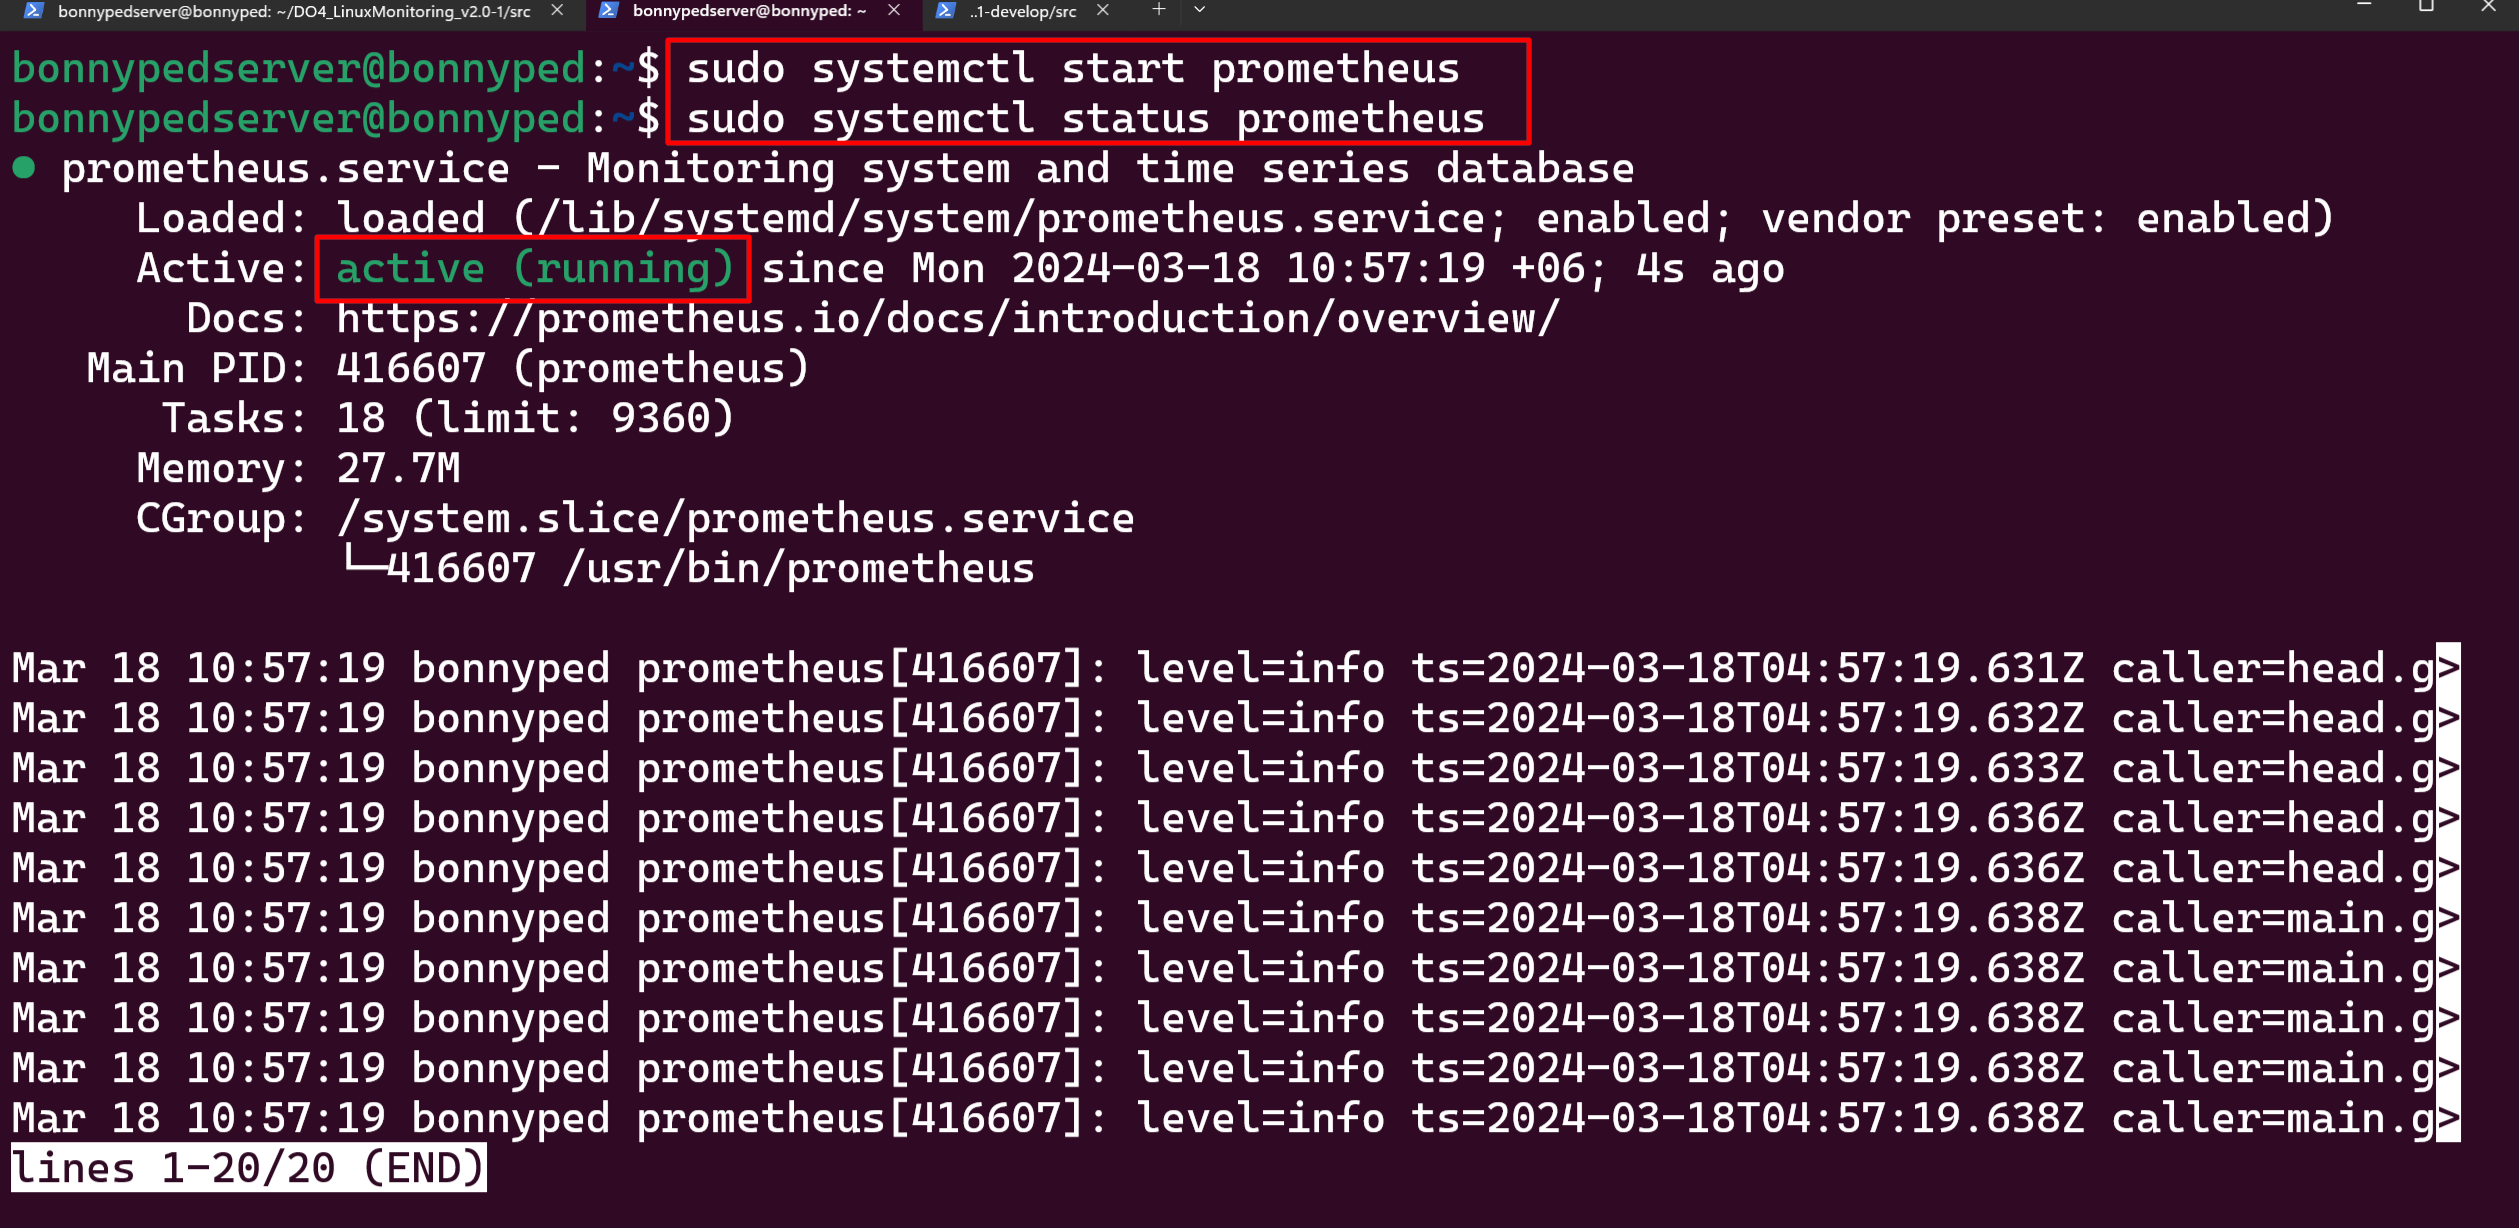 bonnypedserver@bonnyped: ~/DO4_LinuxMonitoring_v2.0-1/src
bonnypedserver@bonnyped: ~
..1-develop/src
bonnypedserver@bonnyped:~$ sudo systemctl start prometheus
bonnypedserver@bonnyped:~$ sudo systemctl status prometheus
● prometheus.service - Monitoring system and time series database
Loaded: loaded (/lib/systemd/system/prometheus.service; enabled; vendor preset: enabled)
Active: active (running) since Mon 2024-03-18 10:57:19 +06; 4s ago
Docs: https://prometheus.io/docs/introduction/overview/
Main PID: 416607 (prometheus)
Tasks: 18 (limit: 9360)
Memory: 27.7M
CGroup: /system.slice/prometheus.service
└─416607 /usr/bin/prometheus
Mar 18 10:57:19 bonnyped prometheus[416607]: level=info ts=2024-03-18T04:57:19.631Z caller=head.g>
Mar 18 10:57:19 bonnyped prometheus[416607]: level=info ts=2024-03-18T04:57:19.632Z caller=head.g>
Mar 18 10:57:19 bonnyped prometheus[416607]: level=info ts=2024-03-18T04:57:19.633Z caller=head.g>
Mar 18 10:57:19 bonnyped prometheus[416607]: level=info ts=2024-03-18T04:57:19.636Z caller=head.g>
Mar 18 10:57:19 bonnyped prometheus[416607]: level=info ts=2024-03-18T04:57:19.636Z caller=head.g>
Mar 18 10:57:19 bonnyped prometheus[416607]: level=info ts=2024-03-18T04:57:19.638Z caller=main.g>
Mar 18 10:57:19 bonnyped prometheus[416607]: level=info ts=2024-03-18T04:57:19.638Z caller=main.g>
Mar 18 10:57:19 bonnyped prometheus[416607]: level=info ts=2024-03-18T04:57:19.638Z caller=main.g>
Mar 18 10:57:19 bonnyped prometheus[416607]: level=info ts=2024-03-18T04:57:19.638Z caller=main.g>
Mar 18 10:57:19 bonnyped prometheus[416607]: level=info ts=2024-03-18T04:57:19.638Z caller=main.g>
lines 1-20/20 (END)